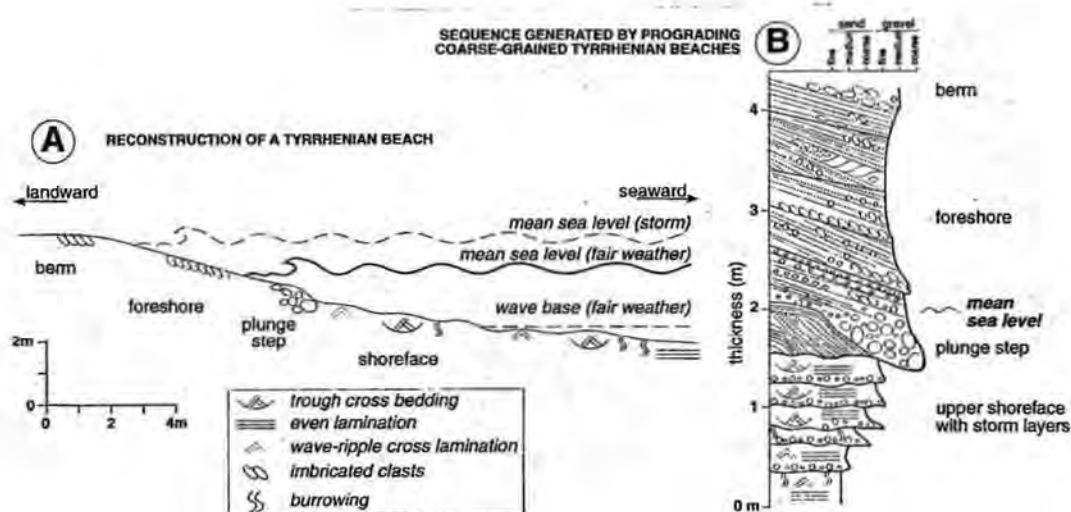 A
RECONSTRUCTION OF A TYRRHENIAN BEACH
landward
seaward
mean sea level (storm)
mean sea level (fair weather)
wave base (fair weather)
berm
foreshore
plunge
step
shoreface
2m
0
0 2 4m
trough cross bedding
even lamination
wave-ripple cross lamination
imbricated clasts
burrowing
SEQUENCE GENERATED BY PROGRADING
COARSE-GRAINED TYRRHENIAN BEACHES
B
sand gravel
fine
medium
coarse
fine
medium
coarse
thickness (m)
4
3
2
1
0 m
berm
foreshore
mean
sea level
plunge step
upper shoreface
with storm layers